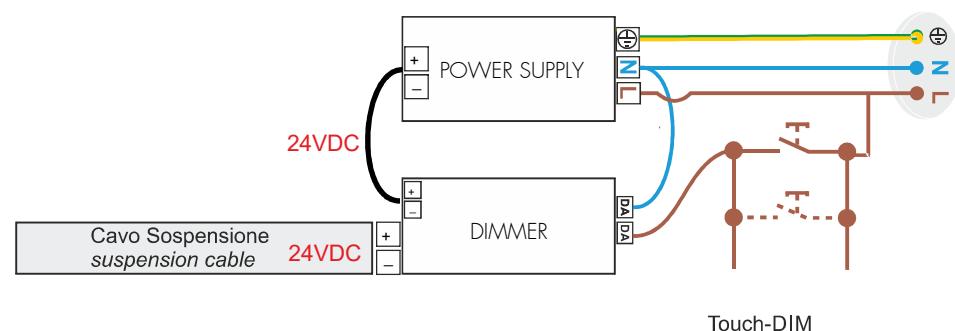 +
−
POWER SUPPLY
N
L
N
L
24VDC
+
−
DIMMER
DA
DA
Cavo Sospensione
suspension cable
24VDC
+
−
Touch-DIM